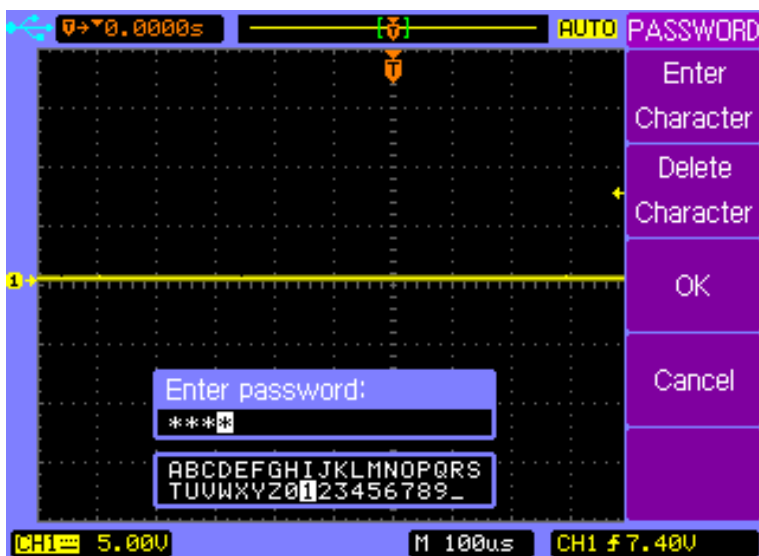 0.0000s
AUTO
PASSWORD
T
Enter
Character
Delete
Character
OK
Cancel
1
Enter password:
****
ABCDEFGHIJKLMNOPQRS
TUVWXYZ0123456789_
CH1 5.00V
M 100us
CH1 7.40V